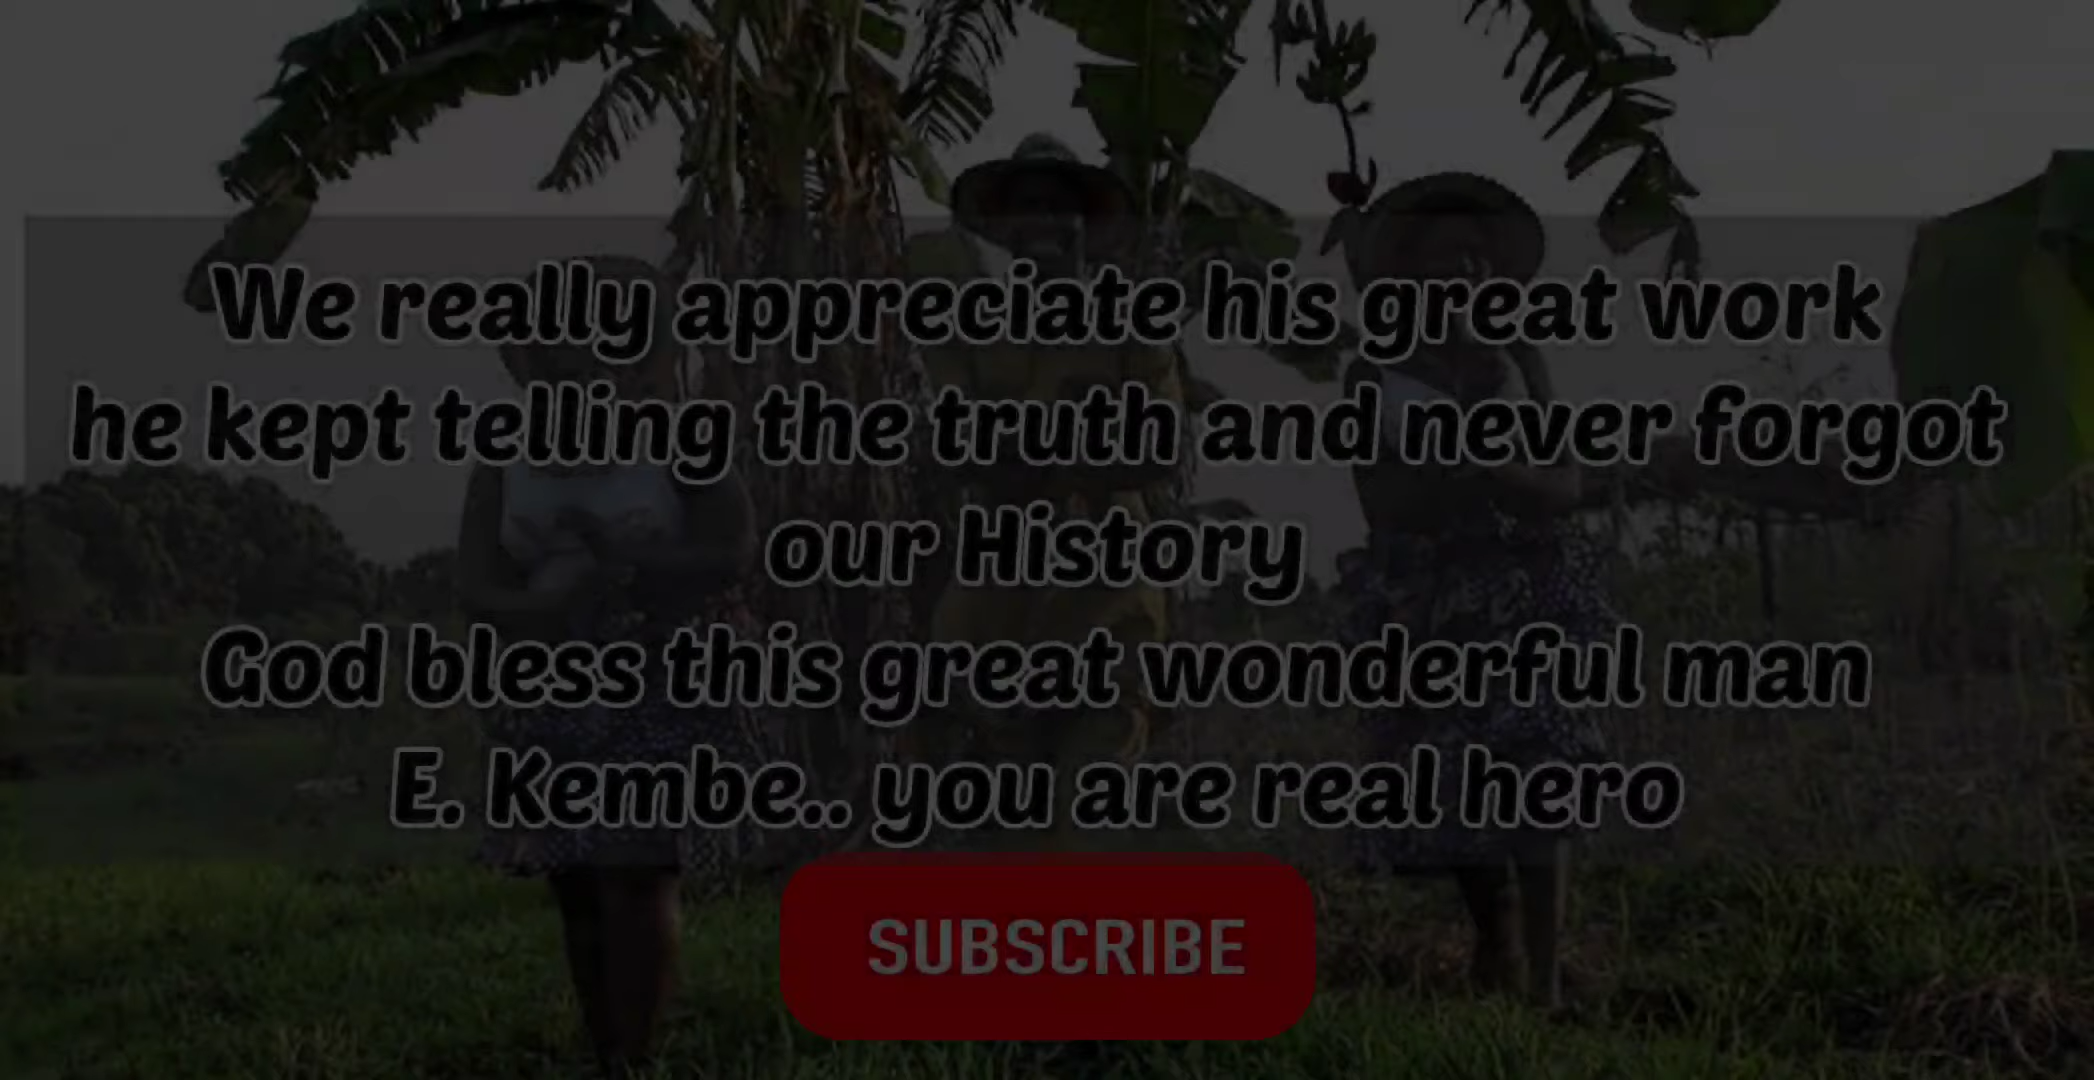 We really appreciate his great work
he kept telling the truth and never forgot
our History
God bless this great wonderful man
E. Kembe.. you are real hero
SUBSCRIBE